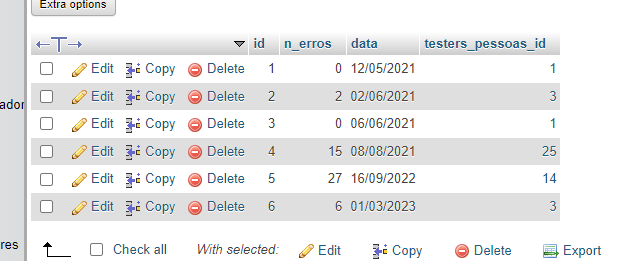 Extra options
id n_erros data testers_pessoas_id
Edit Copy Delete 1 0 12/05/2021 1
ador
Edit Copy Delete 2 2 02/06/2021 3
Edit Copy Delete 3 0 06/06/2021 1
Edit Copy Delete 4 15 08/08/2021 25
Edit Copy Delete 5 27 16/09/2022 14
Edit Copy Delete 6 6 01/03/2023 3
res
Check all With selected: Edit Copy Delete Export